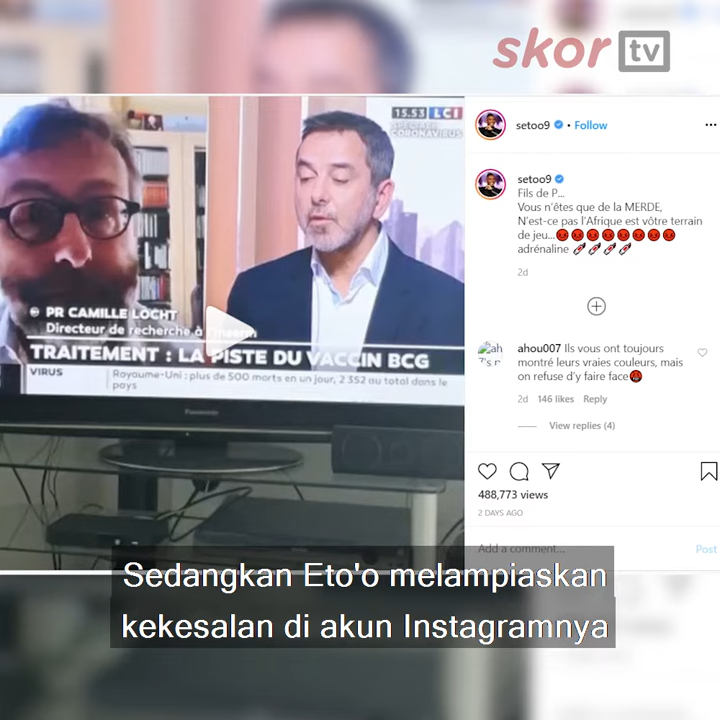 skor tv
15.53 LCI
CORONAVIRUS
PR CAMILLE LOCHT
Directeur de recherche à l'Inserm
TRAITEMENT : LA PISTE DU VACCIN BCG
VIRUS
Royaume-Uni : plus de 500 morts en un jour, 2 352 au total dans le
pays
Panasonic
setoo9 • Follow
setoo9
Fils de P...
Vous n'êtes que de la MERDE,
N'est-ce pas l'Afrique est vôtre terrain
de jeu...😡😡😡😡😡😡😡😡
adrénaline 💉💉💉💉
2d
ahou007 Ils vous ont toujours
montré leurs vraies couleurs, mais
on refuse d'y faire face😡
2d 146 likes Reply
View replies (4)
488,773 views
2 DAYS AGO
Add a comment... Post
Sedangkan Eto'o melampiaskan
kekesalan di akun Instagramnya